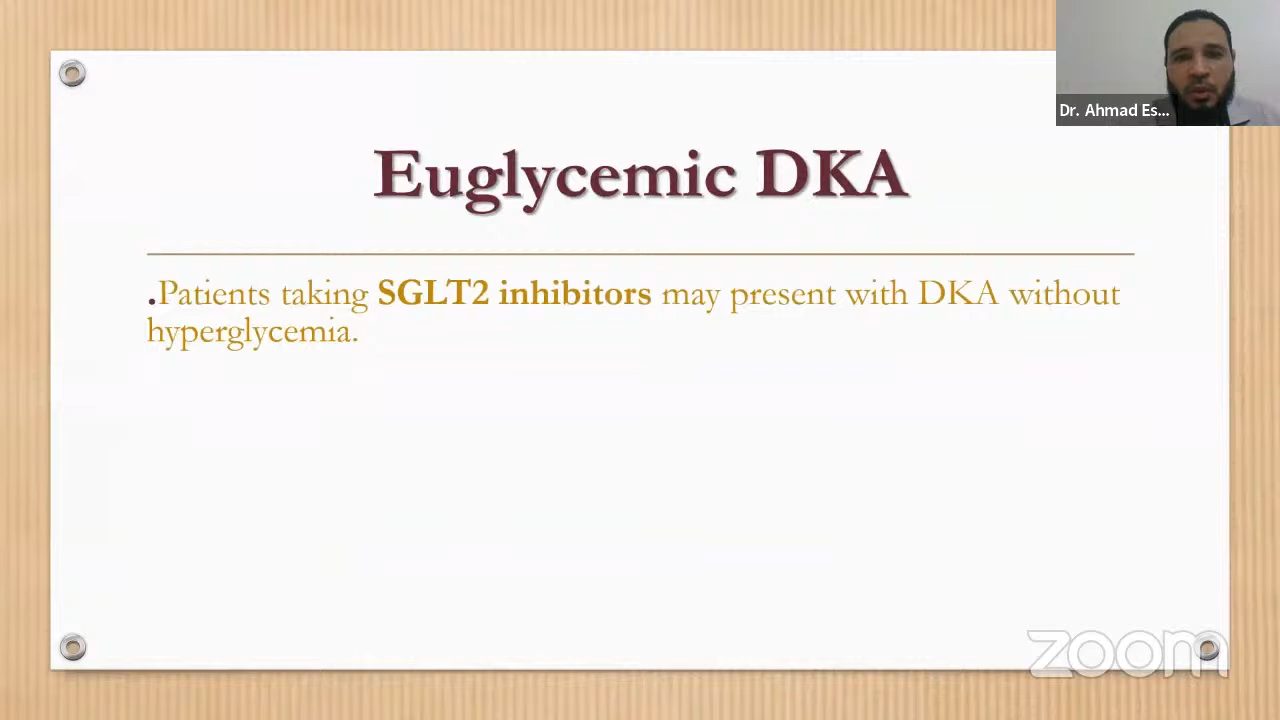 Dr. Ahmad Es...
Euglycemic DKA
.Patients taking SGLT2 inhibitors may present with DKA without
hyperglycemia.
zoom